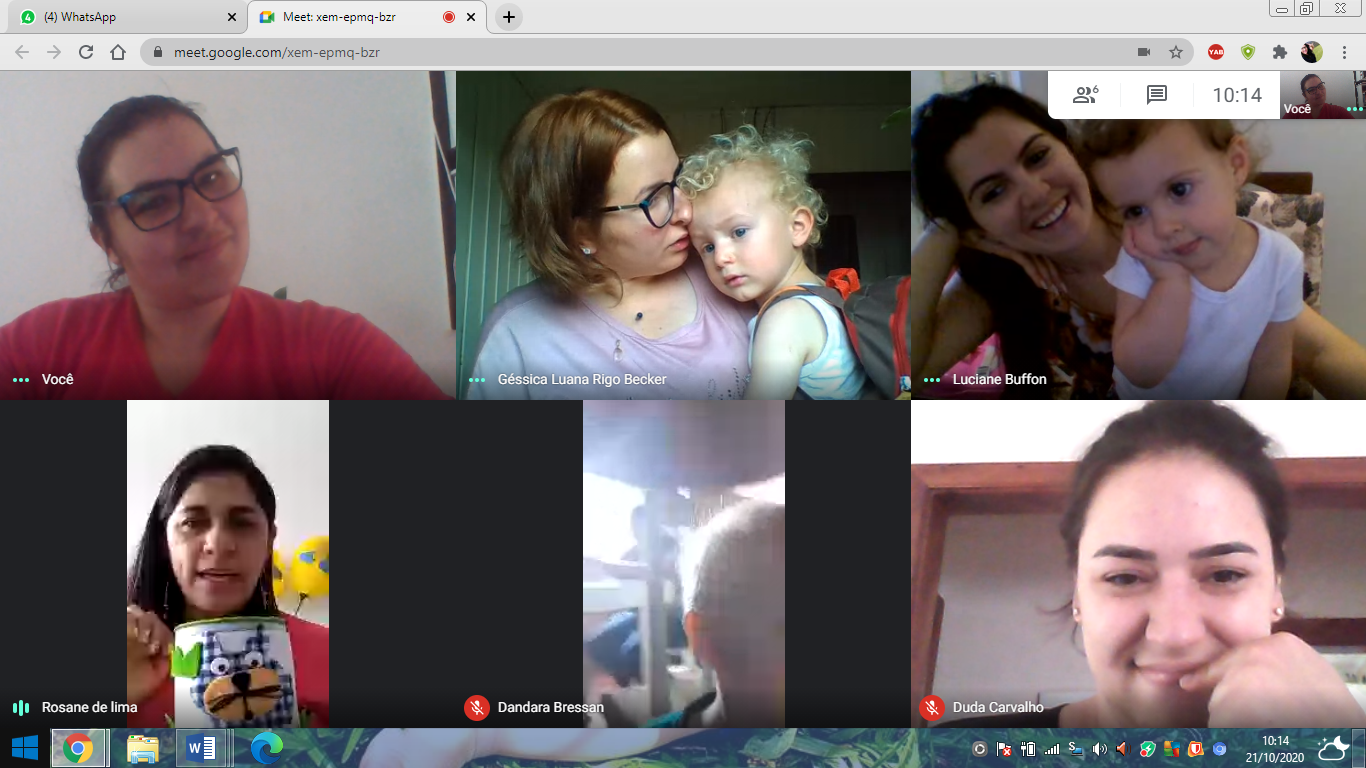 (4) WhatsApp
Meet: xem-epmq-bzr
meet.google.com/xem-epmq-bzr
YAB
6
10:14
Você
Você
Géssica Luana Rigo Becker
Luciane Buffon
Rosane de lima
Dandara Bressan
Duda Carvalho
10:14
21/10/2020